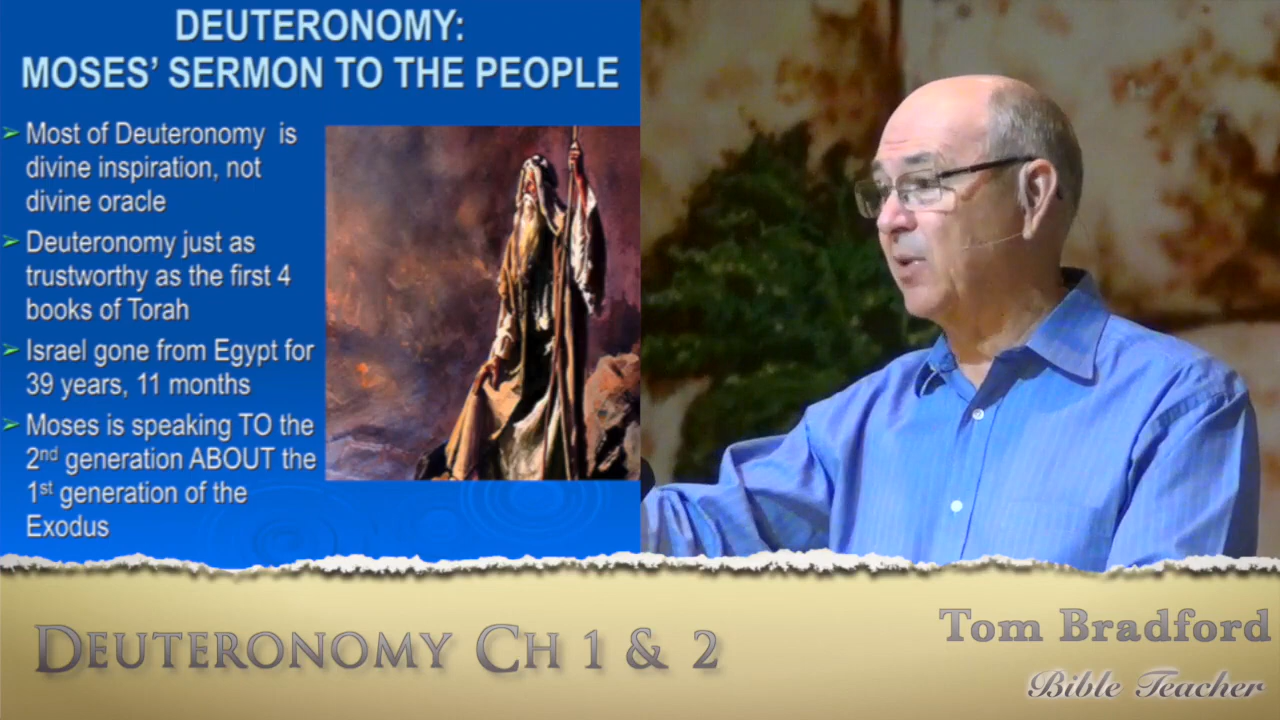 DEUTERONOMY:
MOSES' SERMON TO THE PEOPLE
➢ Most of Deuteronomy is
divine inspiration, not
divine oracle
➢ Deuteronomy just as
trustworthy as the first 4
books of Torah
➢ Israel gone from Egypt for
39 years, 11 months
➢ Moses is speaking TO the
2nd generation ABOUT the
1st generation of the
Exodus
DEUTERONOMY CH 1 & 2
Tom Bradford
Bible Teacher